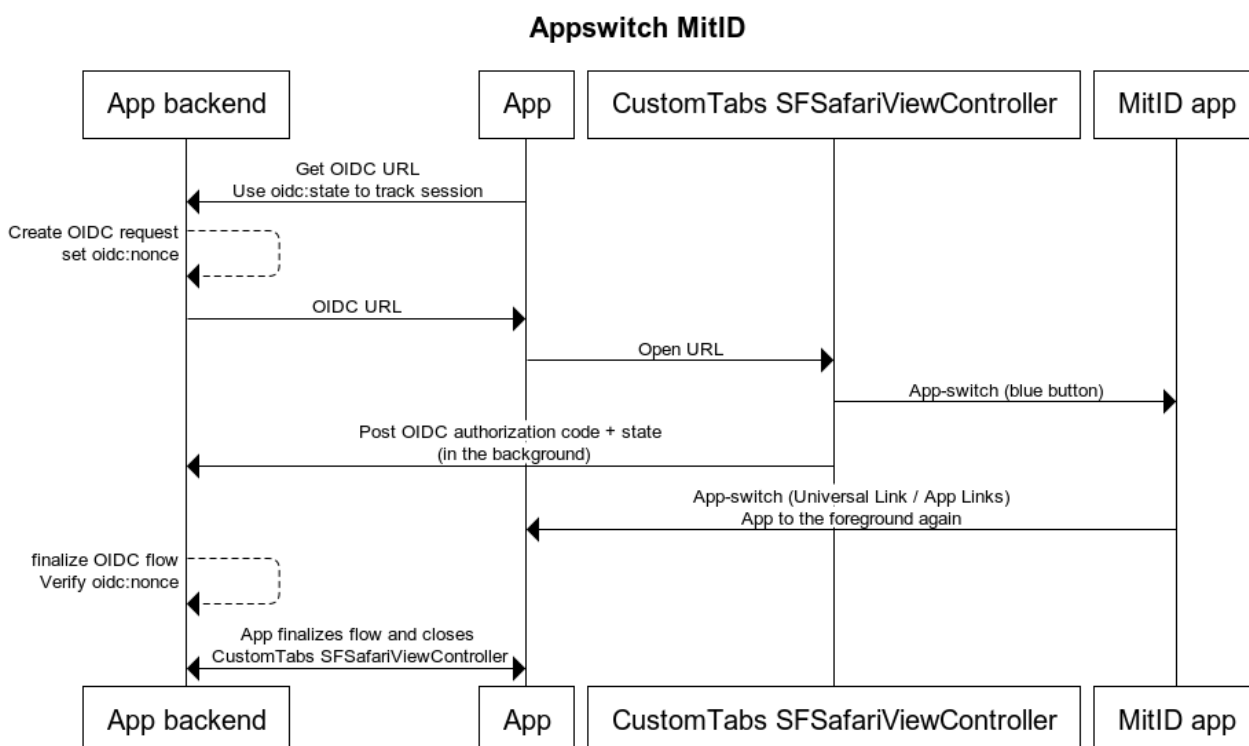 Appswitch MitID
App backend
App
CustomTabs SFSafariViewController
MitID app
Get OIDC URL
Use oidc:state to track session
Create OIDC request
set oidc:nonce
OIDC URL
Open URL
App-switch (blue button)
Post OIDC authorization code + state
(in the background)
App-switch (Universal Link / App Links)
App to the foreground again
finalize OIDC flow
Verify oidc:nonce
App finalizes flow and closes
CustomTabs SFSafariViewController
App backend
App
CustomTabs SFSafariViewController
MitID app